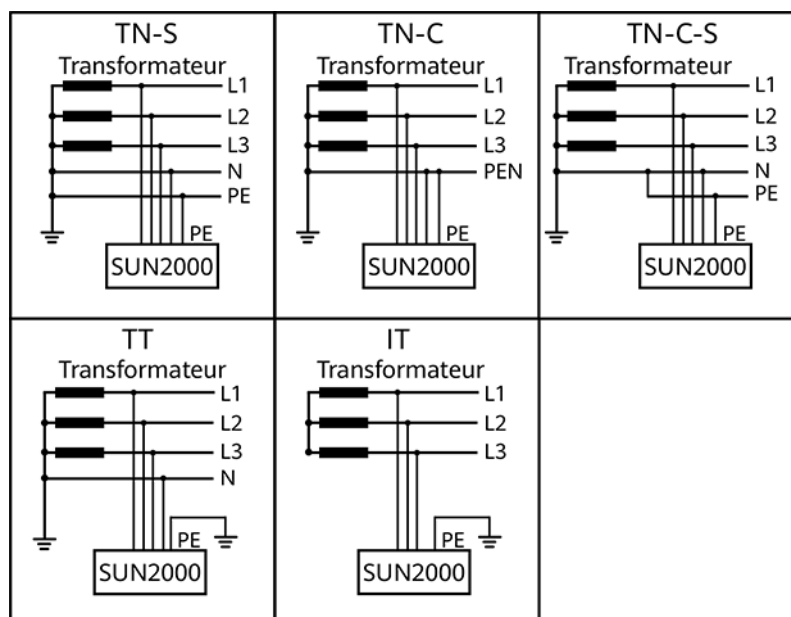 TN-S
Transformateur
L1
L2
L3
N
PE
PE
SUN2000
TN-C
Transformateur
L1
L2
L3
PEN
PE
SUN2000
TN-C-S
Transformateur
L1
L2
L3
N
PE
PE
SUN2000
TT
Transformateur
L1
L2
L3
N
PE
SUN2000
IT
Transformateur
L1
L2
L3
PE
SUN2000